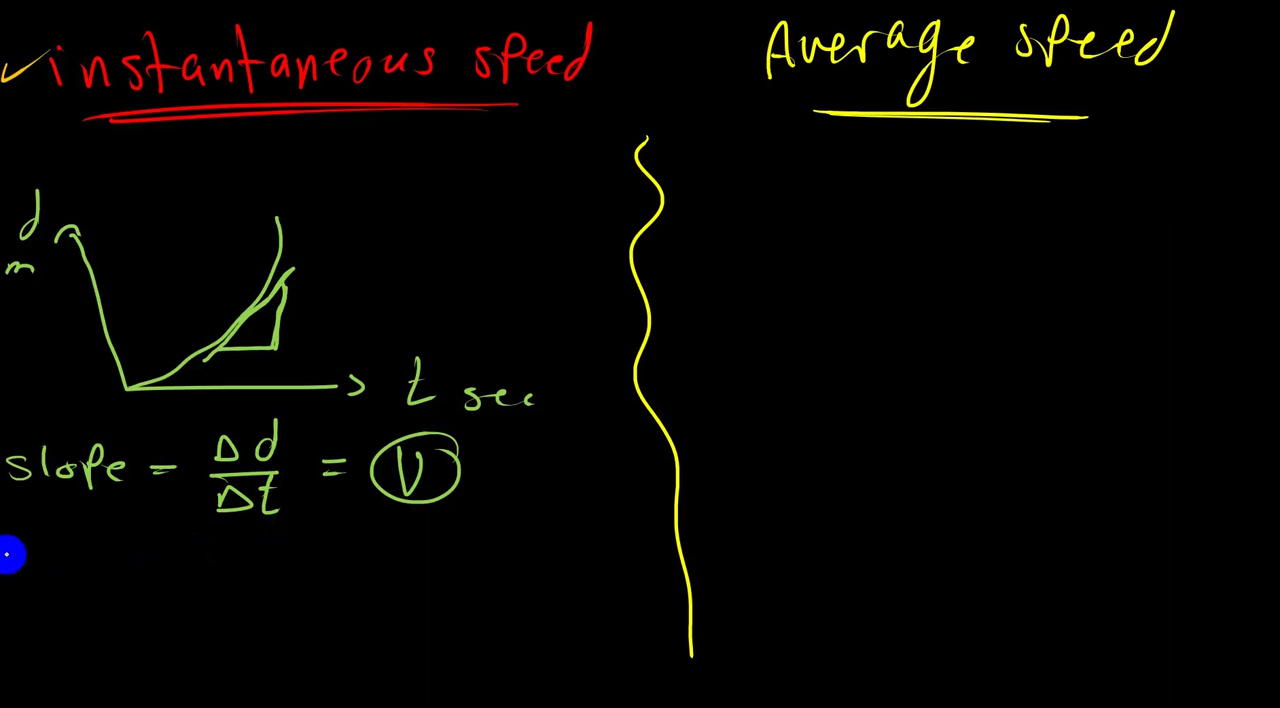 instantaneous speed
Average speed
d
m
t sec
slope = Δd/Δt = V